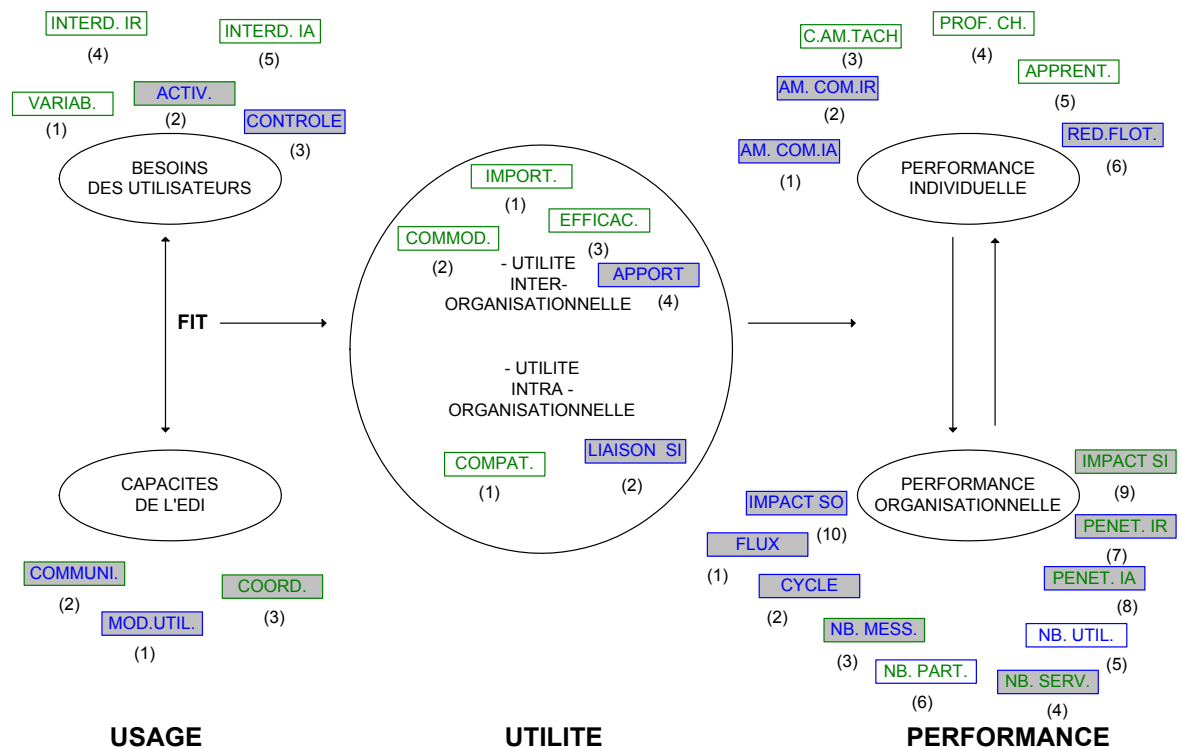 INTERD. IR
(4)
INTERD. IA
(5)
VARIAB.
(1)
ACTIV.
(2)
CONTROLE
(3)
BESOINS
DES UTILISATEURS
FIT
CAPACITES
DE L'EDI
COMMUNI.
(2)
MOD.UTIL.
(1)
COORD.
(3)
USAGE
IMPORT.
(1)
COMMOD.
(2)
EFFICAC.
(3)
APPORT
(4)
- UTILITE
INTER-
ORGANISATIONNELLE
- UTILITE
INTRA -
ORGANISATIONNELLE
COMPAT.
(1)
LIAISON SI
(2)
UTILITE
C.AM.TACH
(3)
PROF. CH.
(4)
AM. COM.IR
(2)
APPRENT.
(5)
AM. COM.IA
(1)
RED.FLOT.
(6)
PERFORMANCE
INDIVIDUELLE
PERFORMANCE
ORGANISATIONNELLE
IMPACT SI
(9)
IMPACT SO
(10)
PENET. IR
(7)
FLUX
(1)
PENET. IA
(8)
CYCLE
(2)
NB. MESS.
(3)
NB. UTIL.
(5)
NB. PART.
(6)
NB. SERV.
(4)
PERFORMANCE